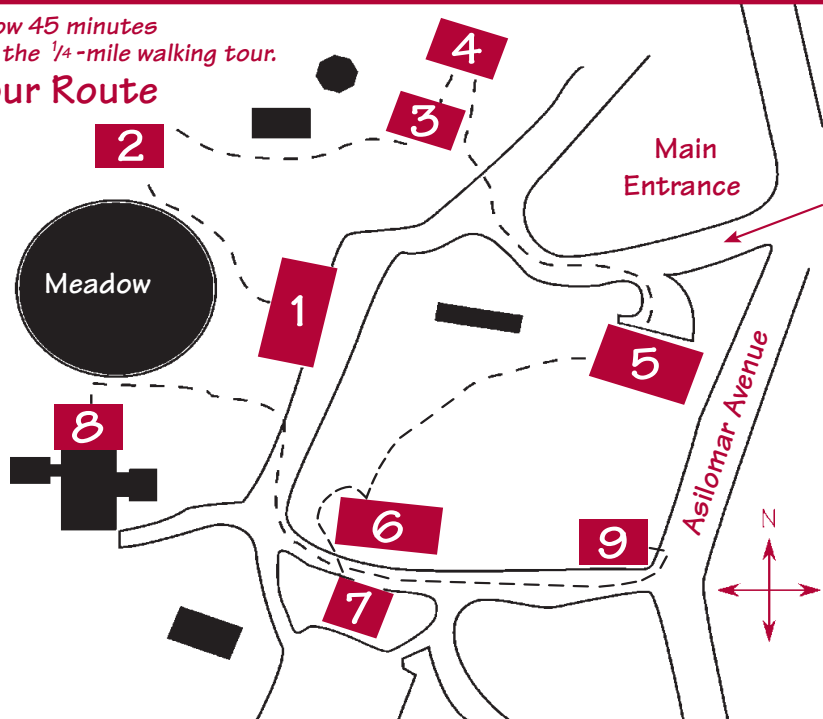 ow 45 minutes
the 1/4-mile walking tour.
ur Route
4
3
2
Main
Entrance
Meadow
1
5
Asilomar Avenue
8
6
9
7
N